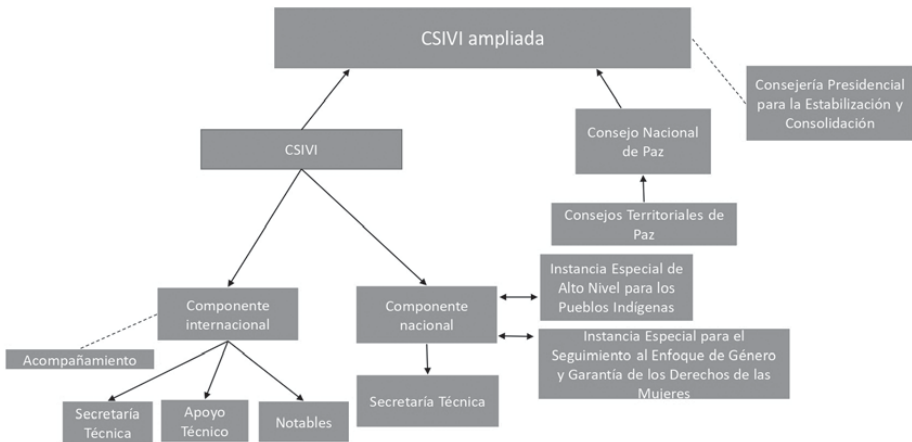 CSIVI ampliada
Consejería Presidencial
para la Estabilización y
Consolidación
Consejo Nacional
de Paz
CSIVI
Consejos Territoriales de
Paz
Instancia Especial de
Alto Nivel para los
Pueblos Indígenas
Componente
internacional
Componente
nacional
Instancia Especial para el
Seguimiento al Enfoque de Género
y Garantía de los Derechos de las
Mujeres
Acompañamiento
Secretaría
Técnica
Apoyo
Técnico
Notables
Secretaría Técnica